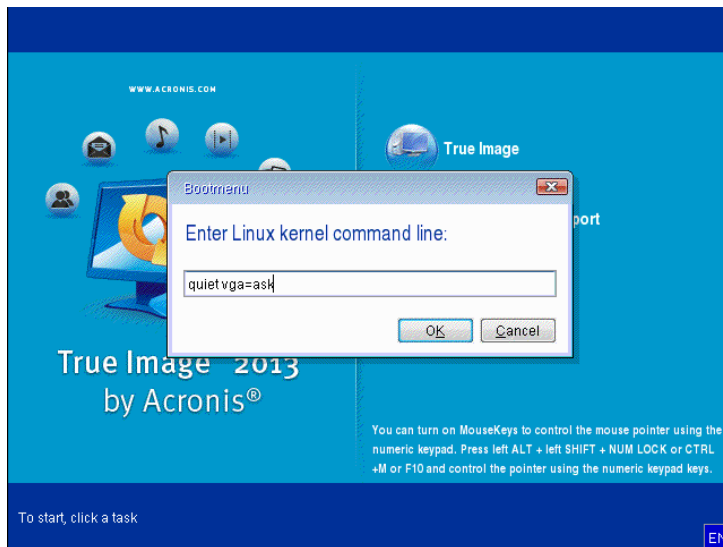 WWW.ACRONIS.COM
True Image
Bootmenu
port
Enter Linux kernel command line:
quiet vga=ask
OK
Cancel
True Image 2013
by Acronis®
You can turn on MouseKeys to control the mouse pointer using the
numeric keypad. Press left ALT + left SHIFT + NUM LOCK or CTRL
+M or F10 and control the pointer using the numeric keypad keys.
To start, click a task
EN